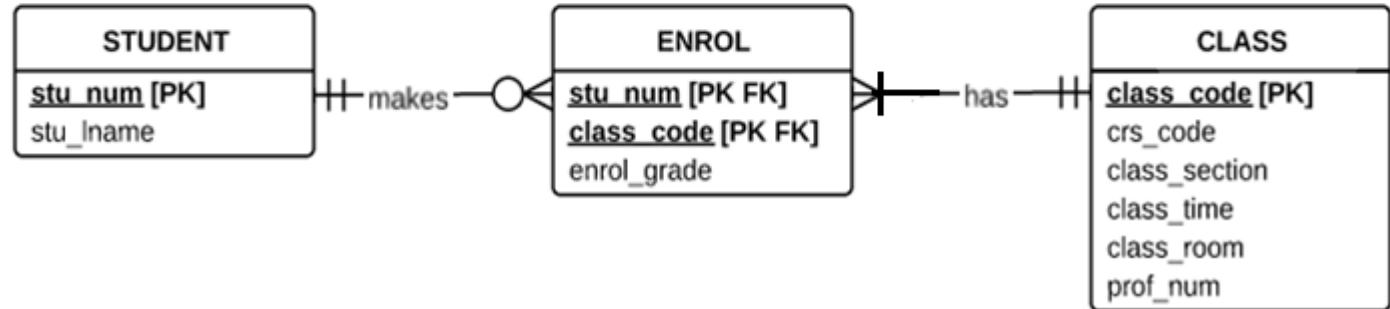 STUDENT
stu_num [PK]
stu_lname
makes
ENROL
stu_num [PK FK]
class_code [PK FK]
enrol_grade
has
CLASS
class_code [PK]
crs_code
class_section
class_time
class_room
prof_num